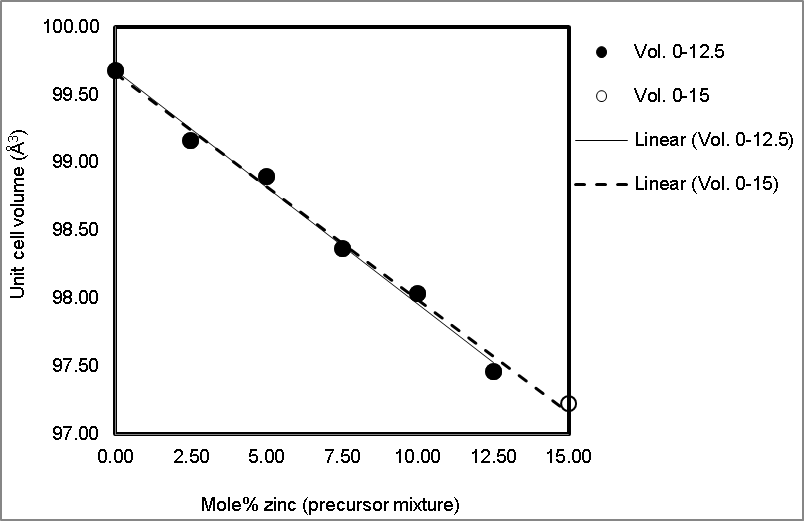 100.00
99.50
99.00
98.50
98.00
97.50
97.00
Unit cell volume (Å³)
0.00 2.50 5.00 7.50 10.00 12.50 15.00
Mole% zinc (precursor mixture)
Vol. 0-12.5
Vol. 0-15
Linear (Vol. 0-12.5)
Linear (Vol. 0-15)